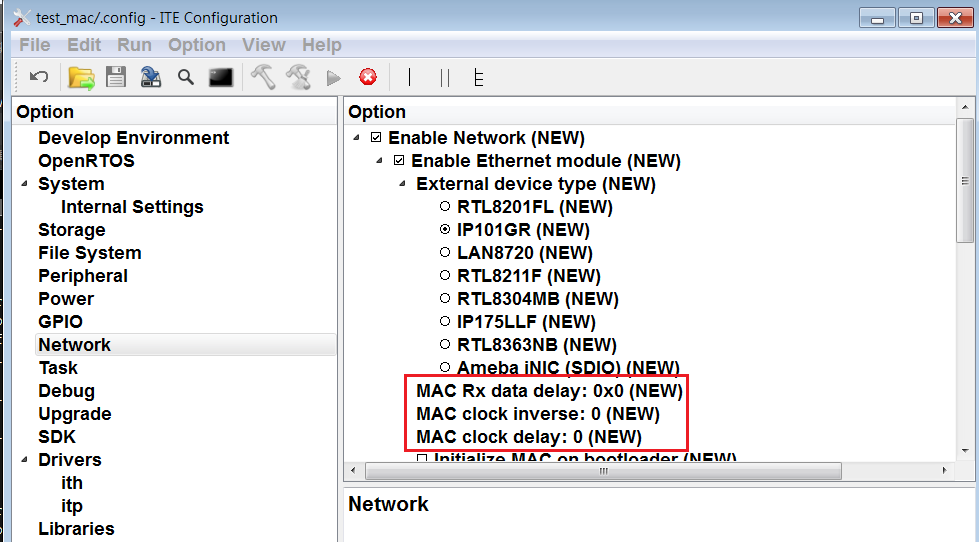 test_mac/.config - ITE Configuration
File Edit Run Option View Help
Option
Develop Environment
OpenRTOS
System
Internal Settings
Storage
File System
Peripheral
Power
GPIO
Network
Task
Debug
Upgrade
SDK
Drivers
ith
itp
Libraries
Option
Enable Network (NEW)
Enable Ethernet module (NEW)
External device type (NEW)
RTL8201FL (NEW)
IP101GR (NEW)
LAN8720 (NEW)
RTL8211F (NEW)
RTL8304MB (NEW)
IP175LLF (NEW)
RTL8363NB (NEW)
Ameba iNIC (SDIO) (NEW)
MAC Rx data delay: 0x0 (NEW)
MAC clock inverse: 0 (NEW)
MAC clock delay: 0 (NEW)
Initialize MAC on bootloader (NEW)
Network